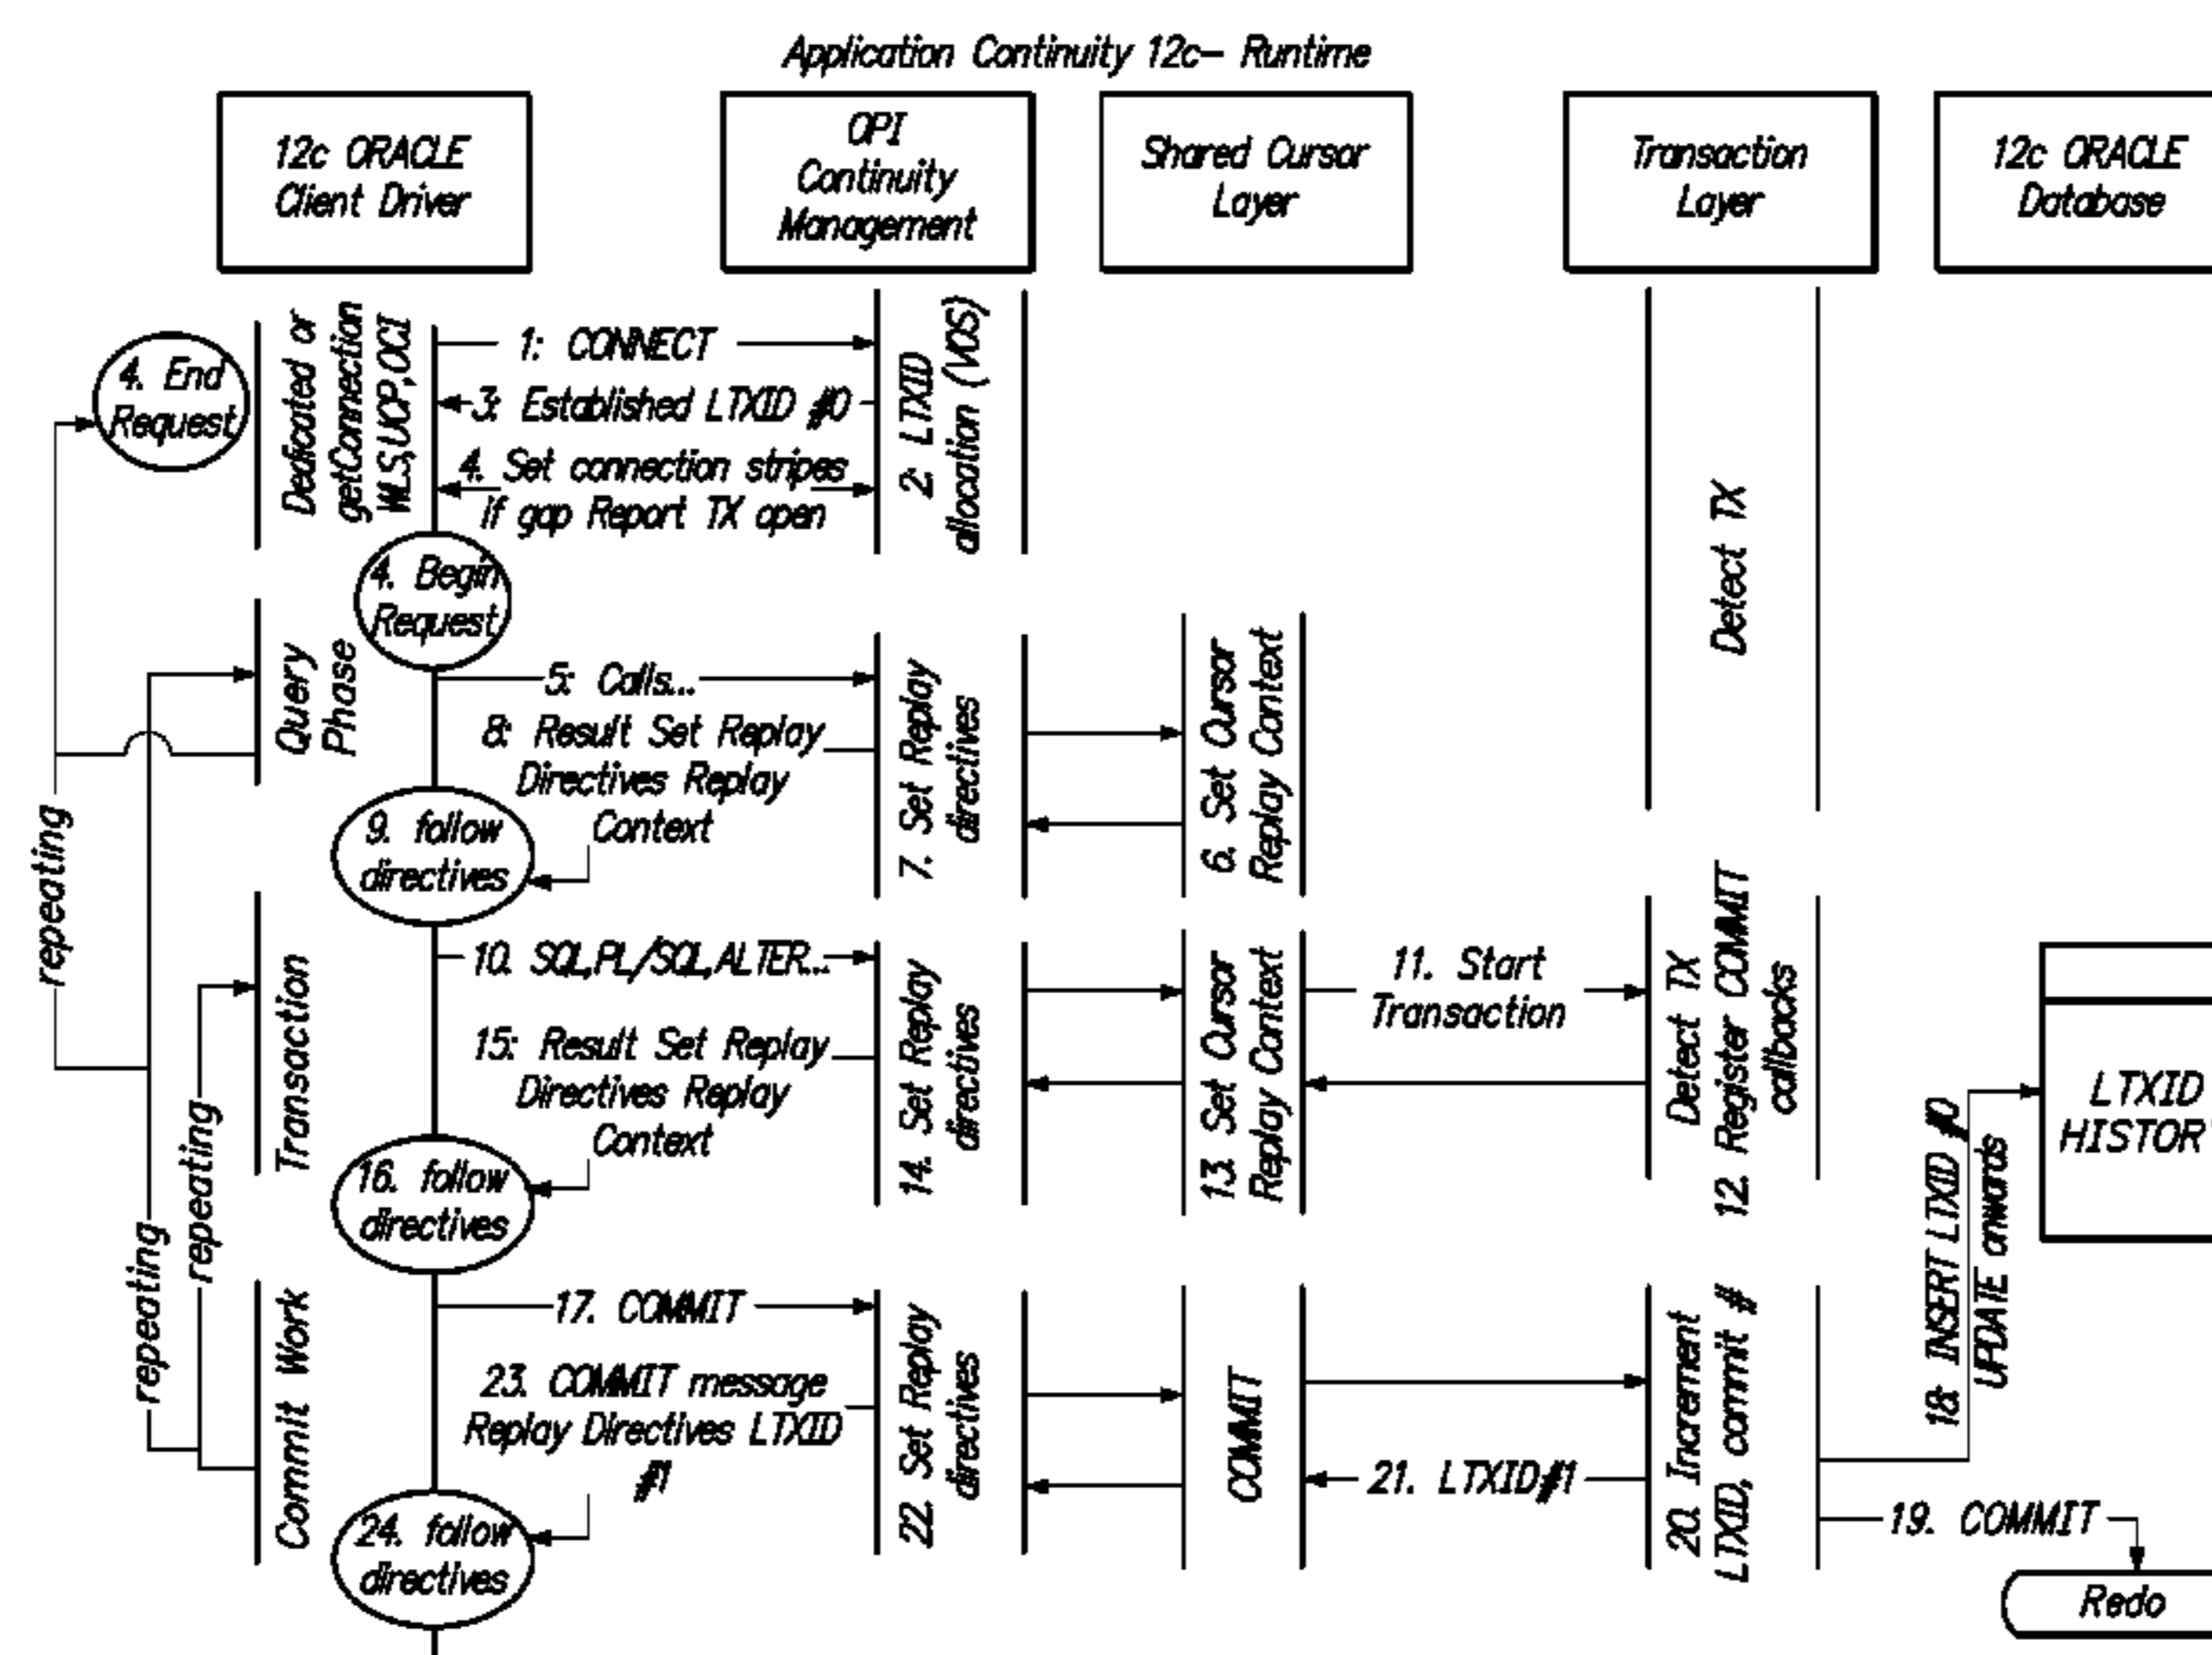 Application Continuity 12c- Runtime
12c ORACLE
Client Driver
OPI
Continuity
Management
Shared Cursor
Layer
Transaction
Layer
12c ORACLE
Database
4. End
Request
Dedicated or
getConnection
WLS,UCP,OCI
1: CONNECT
3: Established LTXID #0
4. Set connection stripes
if gap Report TX open
2: LTXID
allocation (VOS)
Detect TX
4. Begin
Request
Query
Phase
5: Calls...
8: Result Set Replay
Directives Replay
Context
7. Set Replay
directives
6. Set Cursor
Replay Context
9. follow
directives
repeating
Transaction
10. SQL,PL/SQL,ALTER...
15: Result Set Replay
Directives Replay
Context
14. Set Replay
directives
13. Set Cursor
Replay Context
11. Start
Transaction
Detect TX
12. Register COMMIT
callbacks
LTXID
HISTORY
16. follow
directives
repeating
repeating
Commit Work
17. COMMIT
23. COMMIT message
Replay Directives LTXID
#1
22. Set Replay
directives
COMMIT
21. LTXID#1
20. Increment
LTXID, commit #
18: INSERT LTXID #0
UPDATE onwards
19. COMMIT
24. follow
directives
Redo